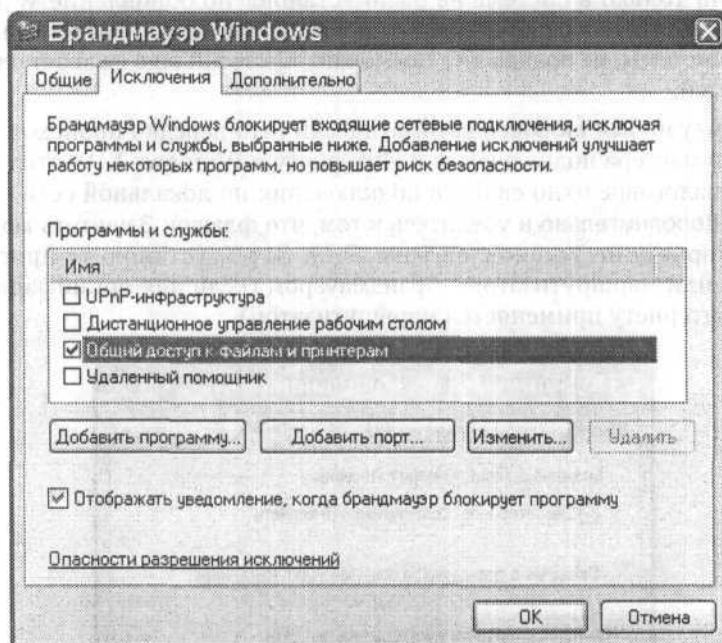 Брандмауэр Windows
Общие Исключения Дополнительно
Брандмауэр Windows блокирует входящие сетевые подключения, исключая
программы и службы, выбранные ниже. Добавление исключений улучшает
работу некоторых программ, но повышает риск безопасности.
Программы и службы:
Имя
UPnP-инфраструктура
Дистанционное управление рабочим столом
Общий доступ к файлам и принтерам
Удаленный помощник
Добавить программу... Добавить порт... Изменить... Удалить
Отображать уведомление, когда брандмауэр блокирует программу
Опасности разрешения исключений
OK Отмена